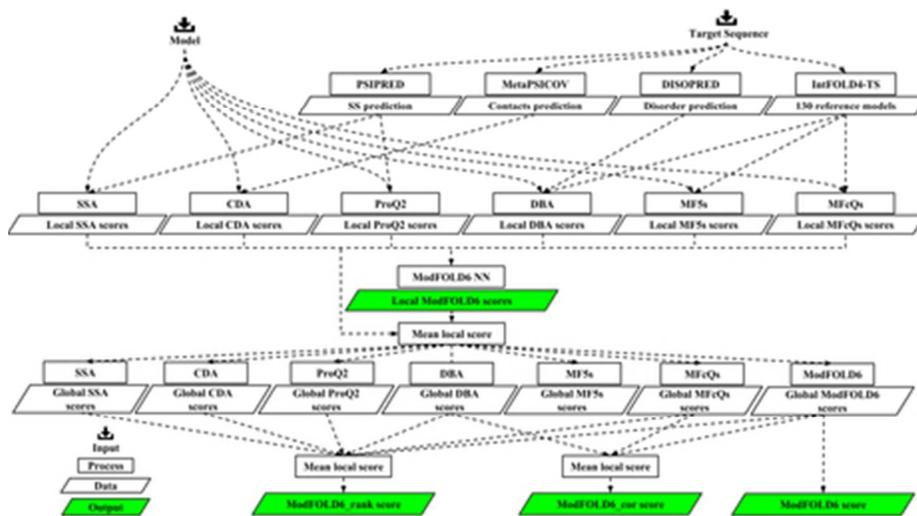 Model
Target Sequence
PSIPRED
MetaPSICOV
DISOPRED
IntFOLD4-TS
SS prediction
Contacts prediction
Disorder prediction
130 reference models
SSA
CDA
ProQ2
DBA
MF5s
MFcQs
Local SSA scores
Local CDA scores
Local ProQ2 scores
Local DBA scores
Local MF5s scores
Local MFcQs scores
ModFOLD6 NN
Local ModFOLD6 scores
Mean local score
SSA
CDA
ProQ2
DBA
MF5s
MFcQs
ModFOLD6
Global SSA
scores
Global CDA
scores
Global ProQ2
scores
Global DBA
scores
Global MF5s
scores
Global MFcQs
scores
Global ModFOLD6
scores
Input
Process
Data
Output
Mean local score
Mean local score
ModFOLD6_rank score
ModFOLD6_cor score
ModFOLD6 score